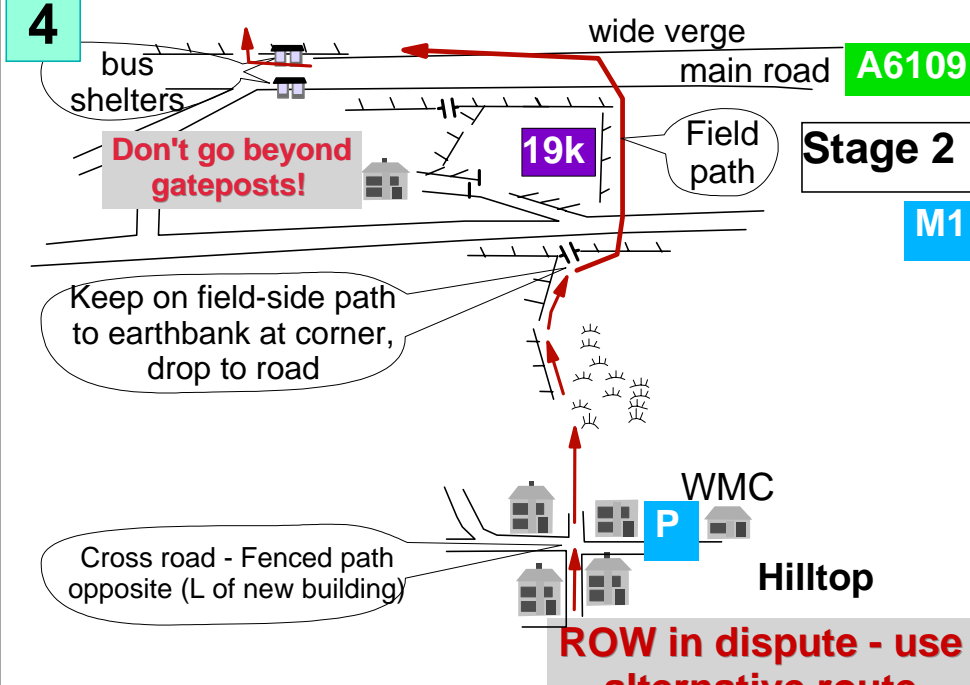 4
wide verge
main road
A6109
bus
shelters
Don't go beyond
gateposts!
19k
Field
path
Stage 2
M1
Keep on field-side path
to earthbank at corner,
drop to road
WMC
P
Cross road - Fenced path
opposite (L of new building)
Hilltop
ROW in dispute - use
alternative route